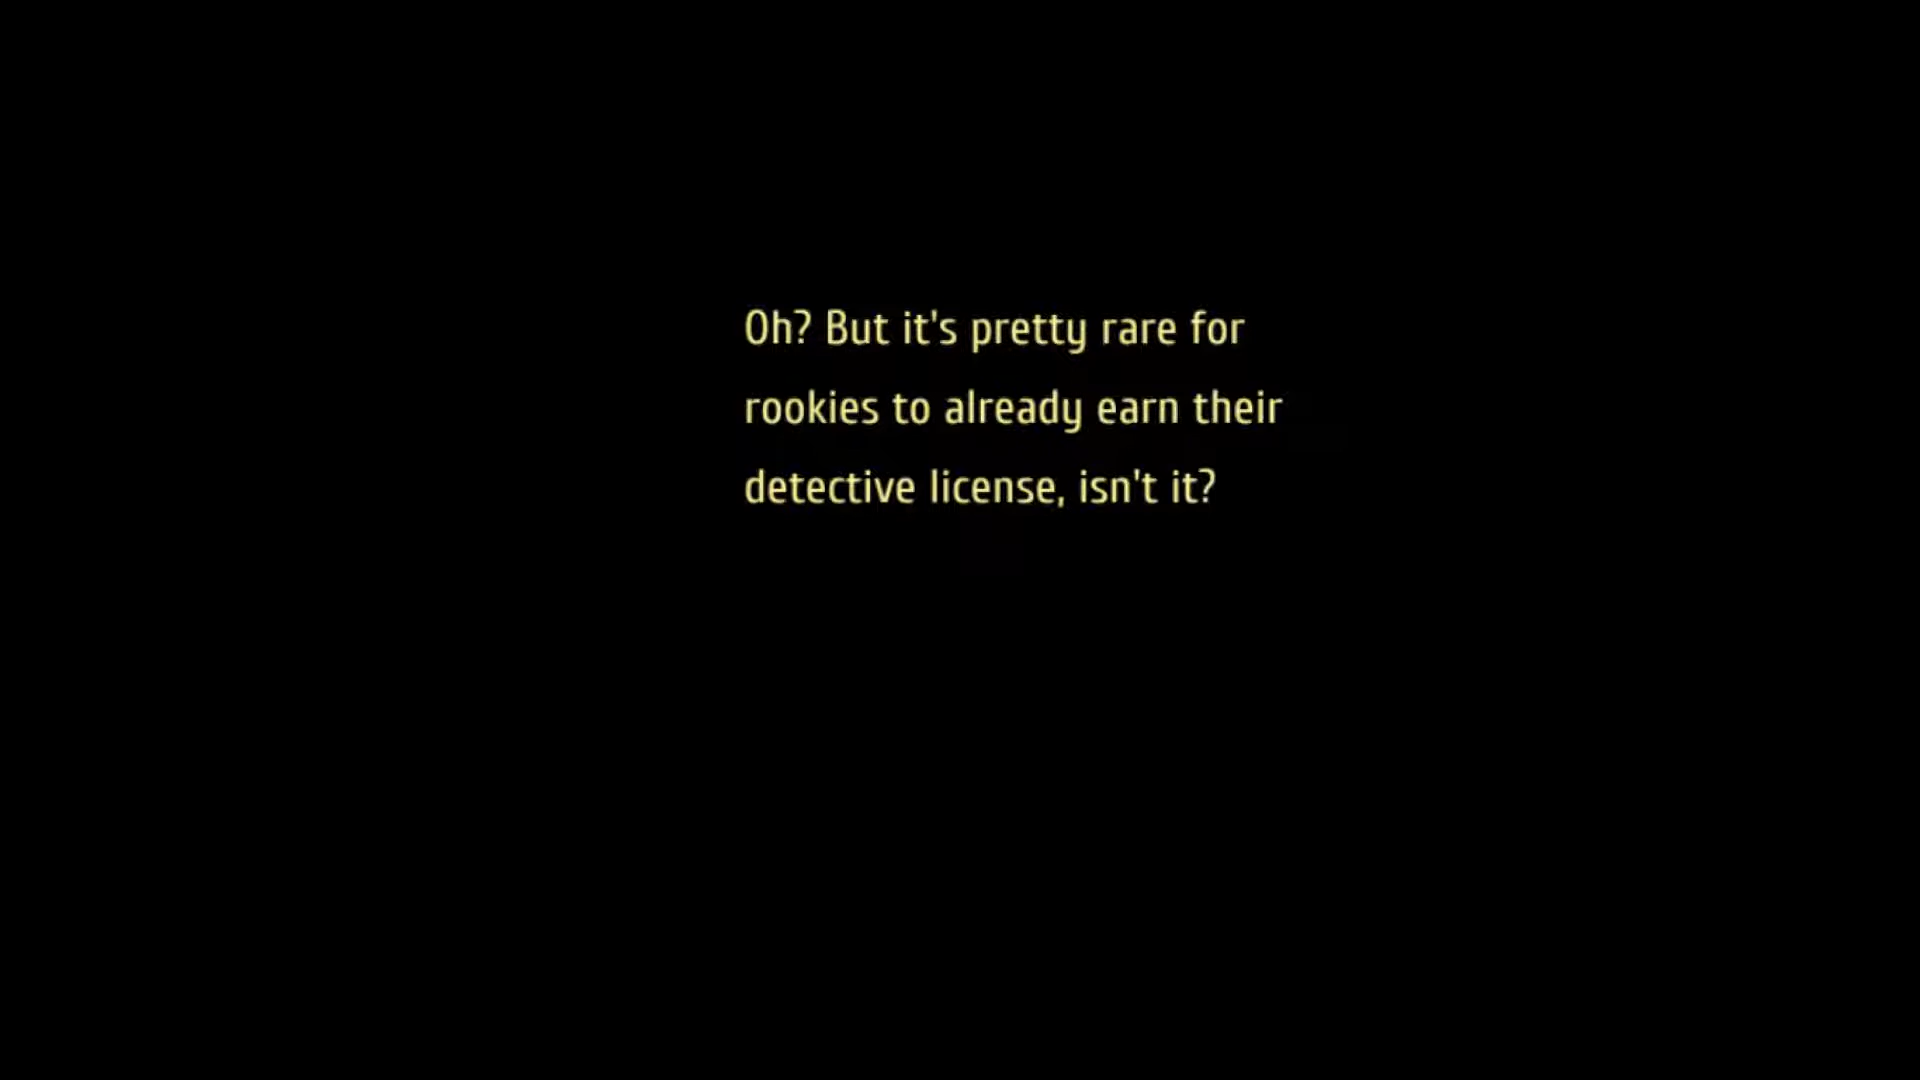 Oh? But it's pretty rare for
rookies to already earn their
detective license, isn't it?